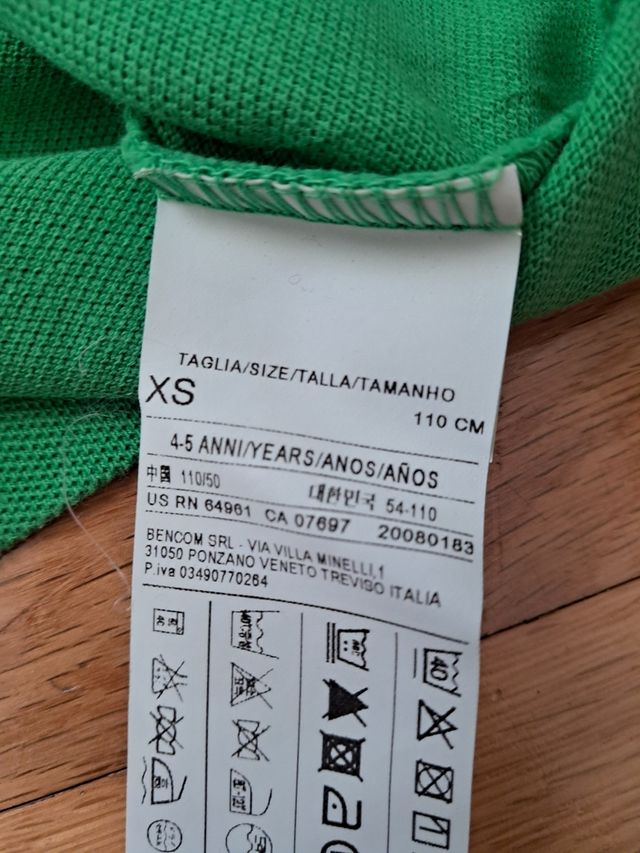 TAGLIA/SIZE/TALLA/TAMANHO
XS
110 CM
4-5 ANNI/YEARS/ANOS/AÑOS
中國 110/50 대한민국 54-110
US RN 64961 CA 07697 20080183
BENCOM SRL - VIA VILLA MINELLI,1
31050 PONZANO VENETO TREVISO ITALIA
P.iva 03490770264
40